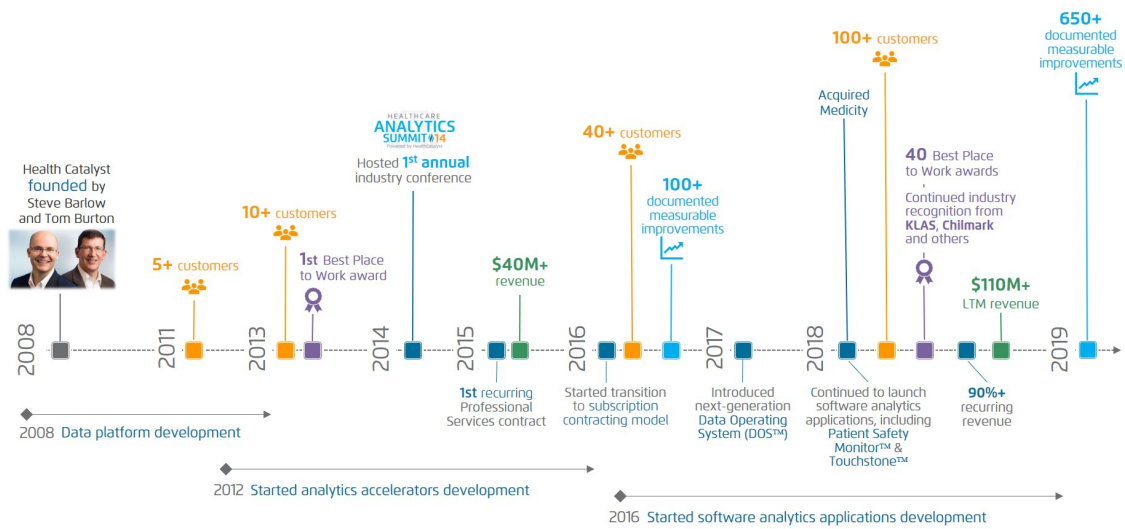 Health Catalyst
founded by
Steve Barlow
and Tom Burton
5+ customers
10+ customers
1st Best Place
to Work award
HEALTHCARE
ANALYTICS
SUMMIT 14
Powered by HealthCatalyst
Hosted 1st annual
industry conference
$40M+
revenue
40+ customers
100+
documented
measurable
improvements
Acquired
Medicity
100+ customers
40 Best Place
to Work awards
Continued industry
recognition from
KLAS, Chilmark
and others
$110M+
LTM revenue
650+
documented
measurable
improvements
2008
2011
2013
2014
2015
2016
2017
2018
2019
1st recurring
Professional
Services contract
Started transition
to subscription
contracting model
Introduced
next-generation
Data Operating
System (DOS™)
Continued to launch
software analytics
applications, including
Patient Safety
Monitor™ &
Touchstone™
90%+
recurring
revenue
2008 Data platform development
2012 Started analytics accelerators development
2016 Started software analytics applications development